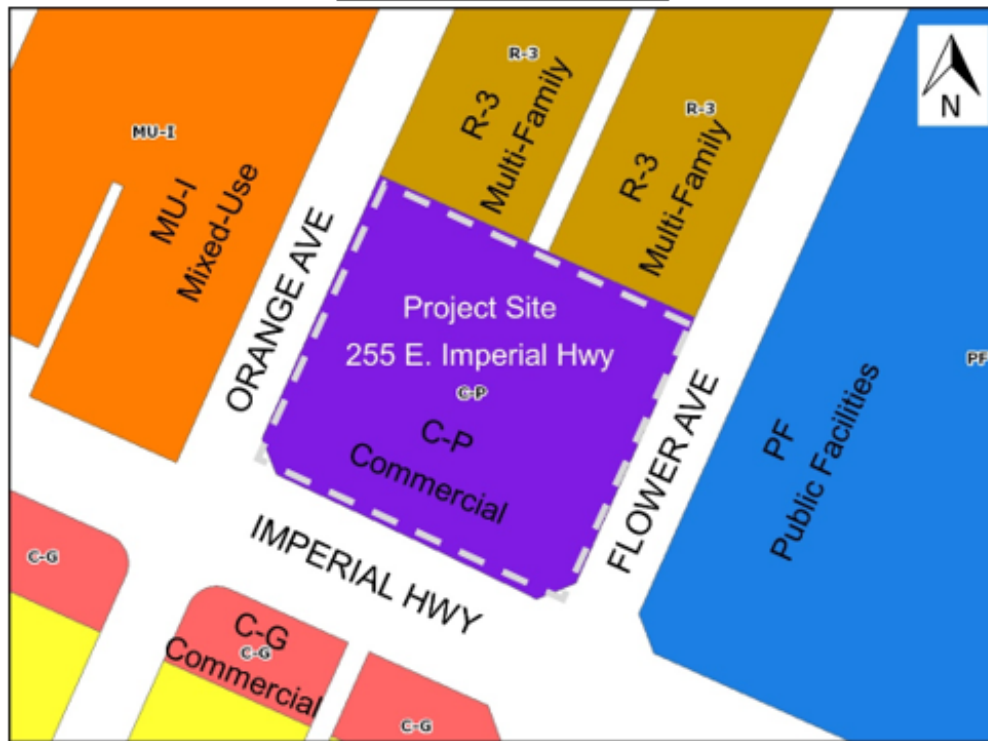 R-3
R-3
Multi-Family
R-3
R-3
Multi-Family
N
MU-I
MU-I
Mixed-Use
ORANGE AVE
Project Site
255 E. Imperial Hwy
C-P
C-P
Commercial
FLOWER AVE
PF
PF
Public Facilities
IMPERIAL HWY
C-G
C-G
C-G
Commercial
C-G